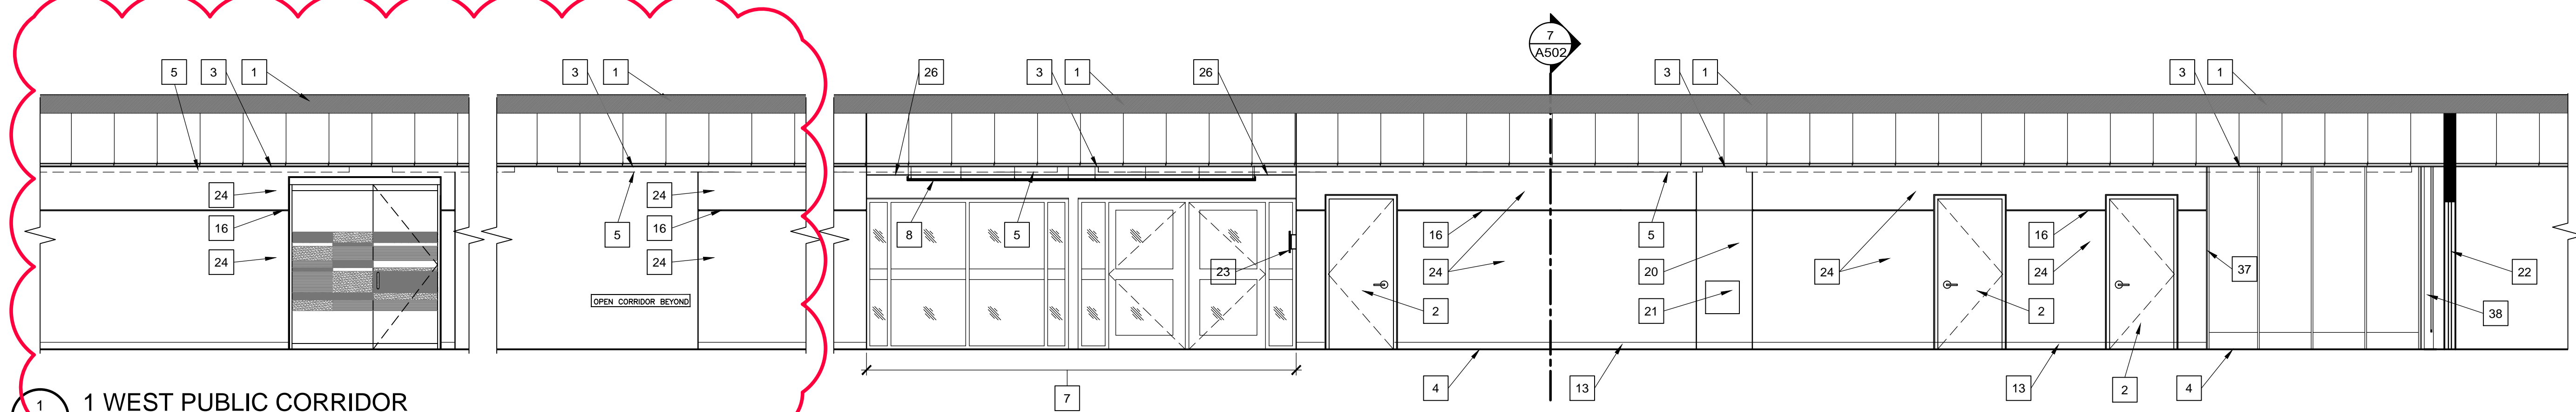 7
A502
5 3 1 3 1 26 3 1 26 3 1 3 1
24 24
16 16 8 5 23 16 5 16
24 24 24 20 24 24 37 22
OPEN CORRIDOR BEYOND
5
2 21 2 38
7 4 13 13 2 4
1
1 WEST PUBLIC CORRIDOR